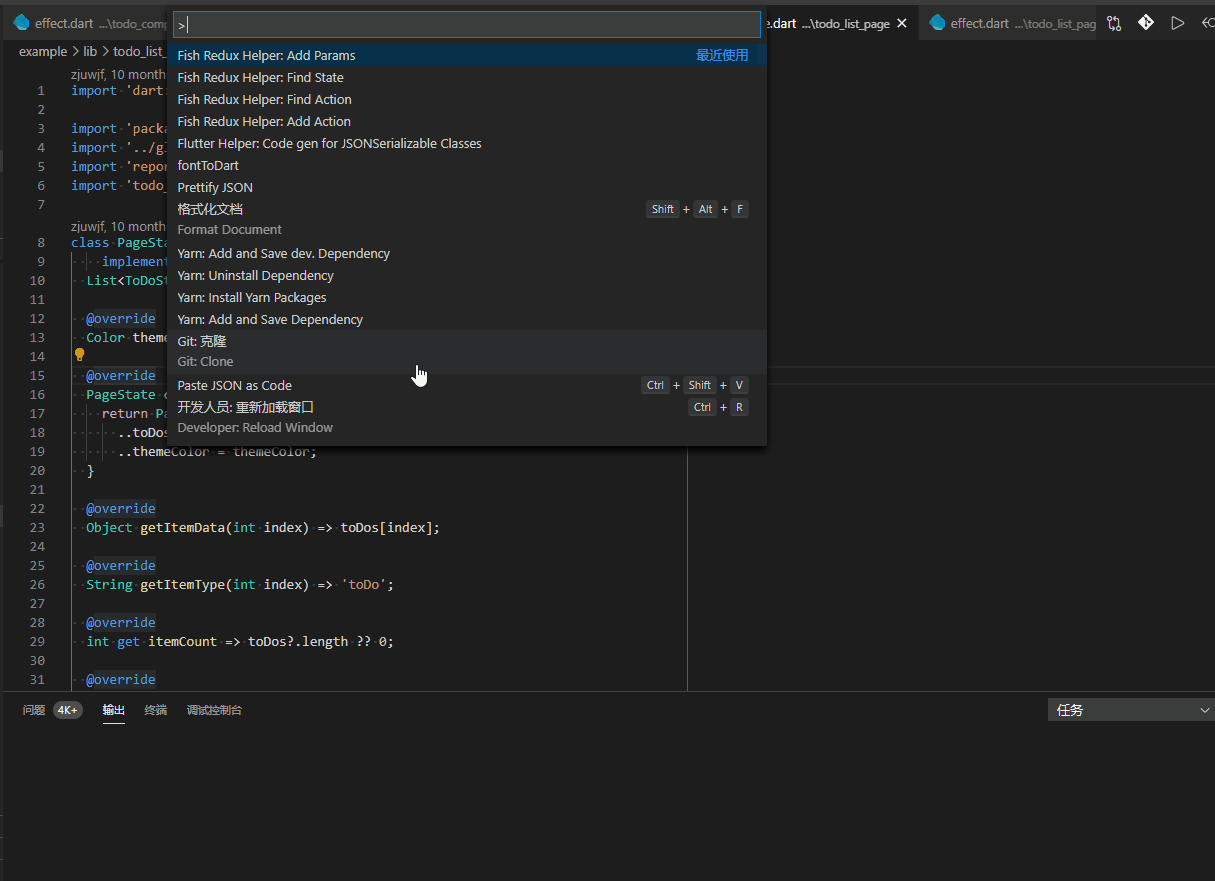 effect.dart ...\todo_comp
>
e.dart ...\todo_list_page
effect.dart ...\todo_list_pag
example > lib > todo_list_
Fish Redux Helper: Add Params
最近使用
Fish Redux Helper: Find State
Fish Redux Helper: Find Action
Fish Redux Helper: Add Action
Flutter Helper: Code gen for JSONSerializable Classes
fontToDart
Prettify JSON
格式化文档
Shift + Alt + F
Format Document
Yarn: Add and Save dev. Dependency
Yarn: Uninstall Dependency
Yarn: Install Yarn Packages
Yarn: Add and Save Dependency
Git: 克隆
Git: Clone
Paste JSON as Code
Ctrl + Shift + V
开发人员: 重新加载窗口
Ctrl + R
Developer: Reload Window
zjuwjf, 10 month
1 import 'dart:
2
3 import 'packa
4 import '../gl
5 import 'repor
6 import 'todo_
7
zjuwjf, 10 month
8 class PageSta
9 implement
10 List<ToDoSt
11
12 @override
13 Color theme
14
15 @override
16 PageState c
17 return Pa
18 ..toDos
19 ..themeColor = themeColor;
20 }
21
22 @override
23 Object getItemData(int index) => toDos[index];
24
25 @override
26 String getItemType(int index) => 'toDo';
27
28 @override
29 int get itemCount => toDos?.length ?? 0;
30
31 @override
问题 4K+ 输出 终端 调试控制台
任务